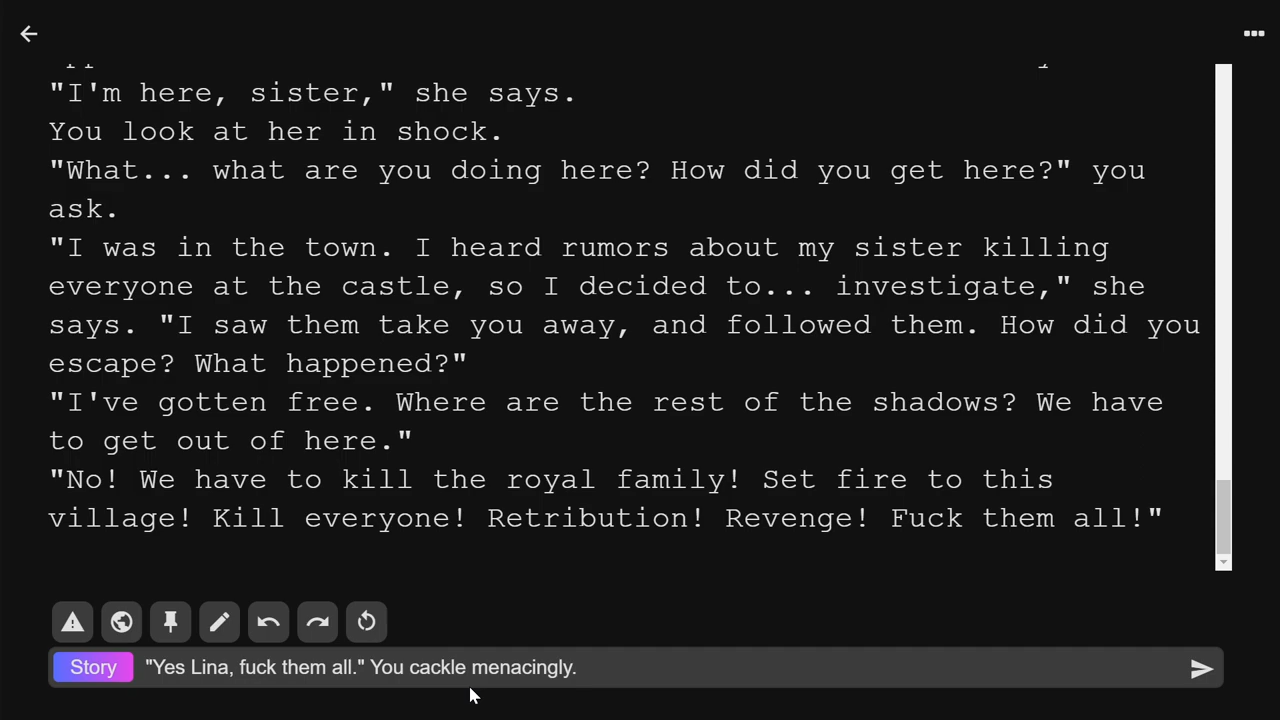 "I'm here, sister," she says.
You look at her in shock.
"What... what are you doing here? How did you get here?" you
ask.
"I was in the town. I heard rumors about my sister killing
everyone at the castle, so I decided to... investigate," she
says. "I saw them take you away, and followed them. How did you
escape? What happened?"
"I've gotten free. Where are the rest of the shadows? We have
to get out of here."
"No! We have to kill the royal family! Set fire to this
village! Kill everyone! Retribution! Revenge! Fuck them all!"
Story "Yes Lina, fuck them all." You cackle menacingly.